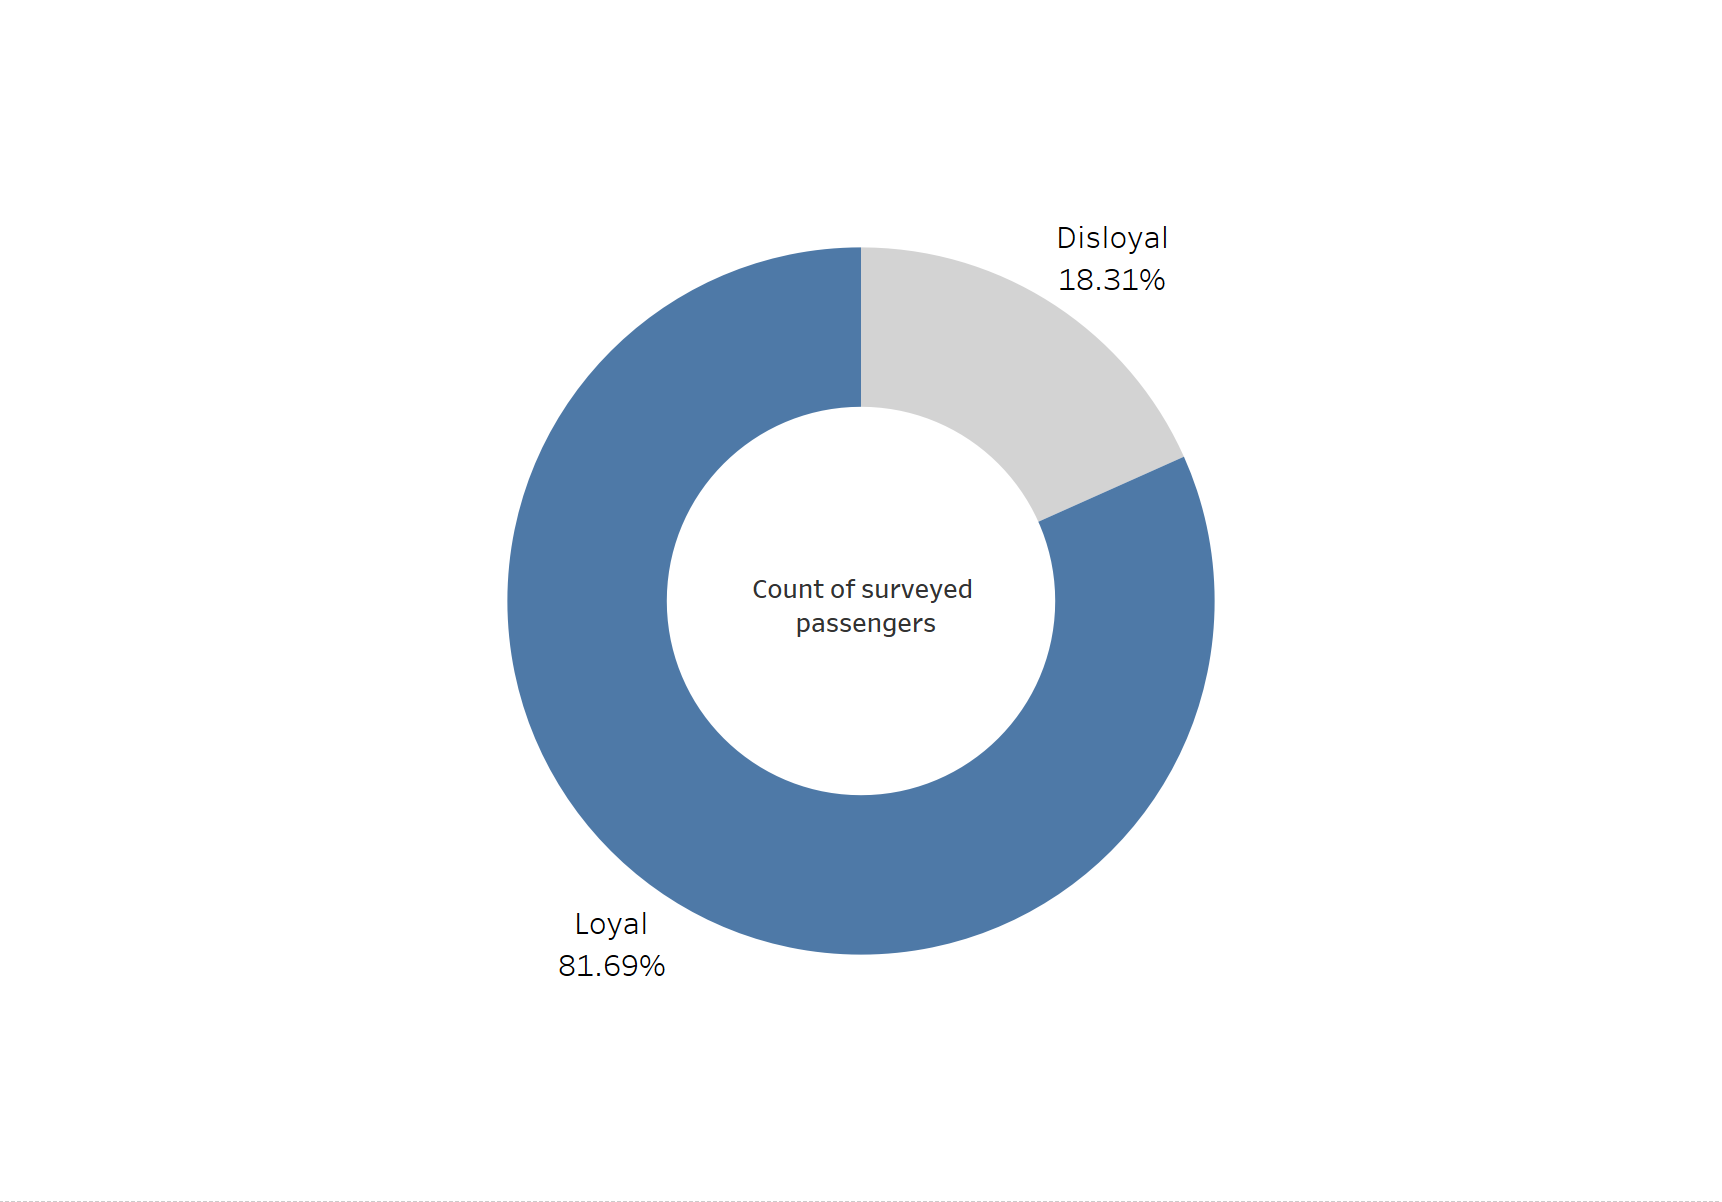 Disloyal
18.31%
Count of surveyed
passengers
Loyal
81.69%